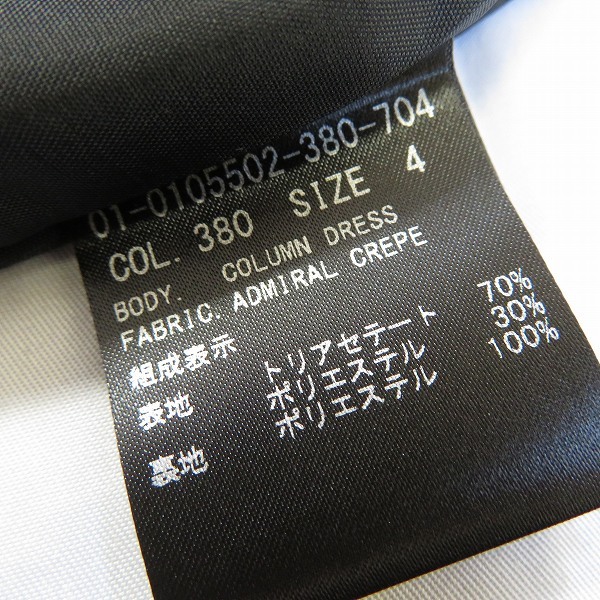 01-0105502-380-704
COL. 380 SIZE 4
BODY. COLUMN DRESS
FABRIC. ADMIRAL CREPE
組成表示
表地 トリアセテート 70%
ポリエステル 30%
裏地 ポリエステル 100%